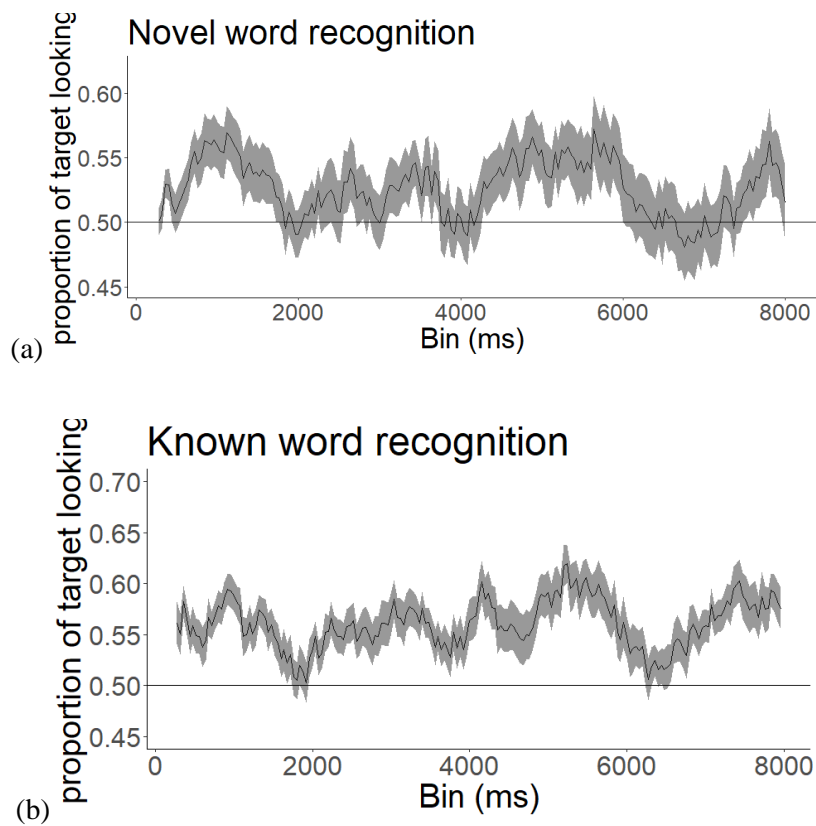 Novel word recognition
proportion of target looking
0.60
0.55
0.50
0.45
0
2000
4000
6000
8000
Bin (ms)
(a)
Known word recognition
proportion of target looking
0.70
0.65
0.60
0.55
0.50
0.45
0
2000
4000
6000
8000
Bin (ms)
(b)